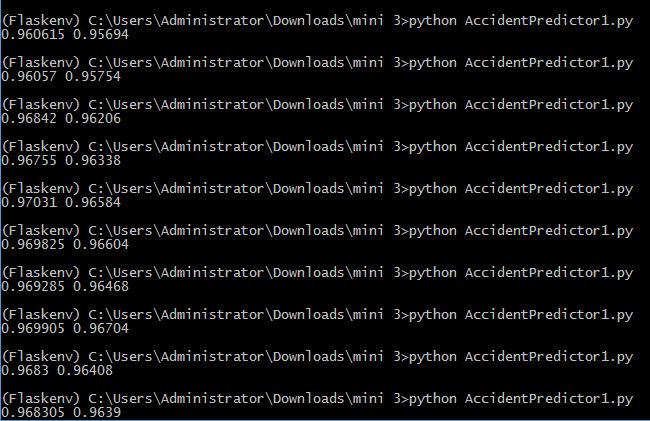 (Flaskenv) C:\Users\Administrator\Downloads\mini 3>python AccidentPredictor1.py
0.960615 0.95694
(Flaskenv) C:\Users\Administrator\Downloads\mini 3>python AccidentPredictor1.py
0.96057 0.95754
(Flaskenv) C:\Users\Administrator\Downloads\mini 3>python AccidentPredictor1.py
0.96842 0.96206
(Flaskenv) C:\Users\Administrator\Downloads\mini 3>python AccidentPredictor1.py
0.96755 0.96338
(Flaskenv) C:\Users\Administrator\Downloads\mini 3>python AccidentPredictor1.py
0.97031 0.96584
(Flaskenv) C:\Users\Administrator\Downloads\mini 3>python AccidentPredictor1.py
0.969825 0.96604
(Flaskenv) C:\Users\Administrator\Downloads\mini 3>python AccidentPredictor1.py
0.969285 0.96468
(Flaskenv) C:\Users\Administrator\Downloads\mini 3>python AccidentPredictor1.py
0.969905 0.96704
(Flaskenv) C:\Users\Administrator\Downloads\mini 3>python AccidentPredictor1.py
0.9683 0.96408
(Flaskenv) C:\Users\Administrator\Downloads\mini 3>python AccidentPredictor1.py
0.968305 0.9639